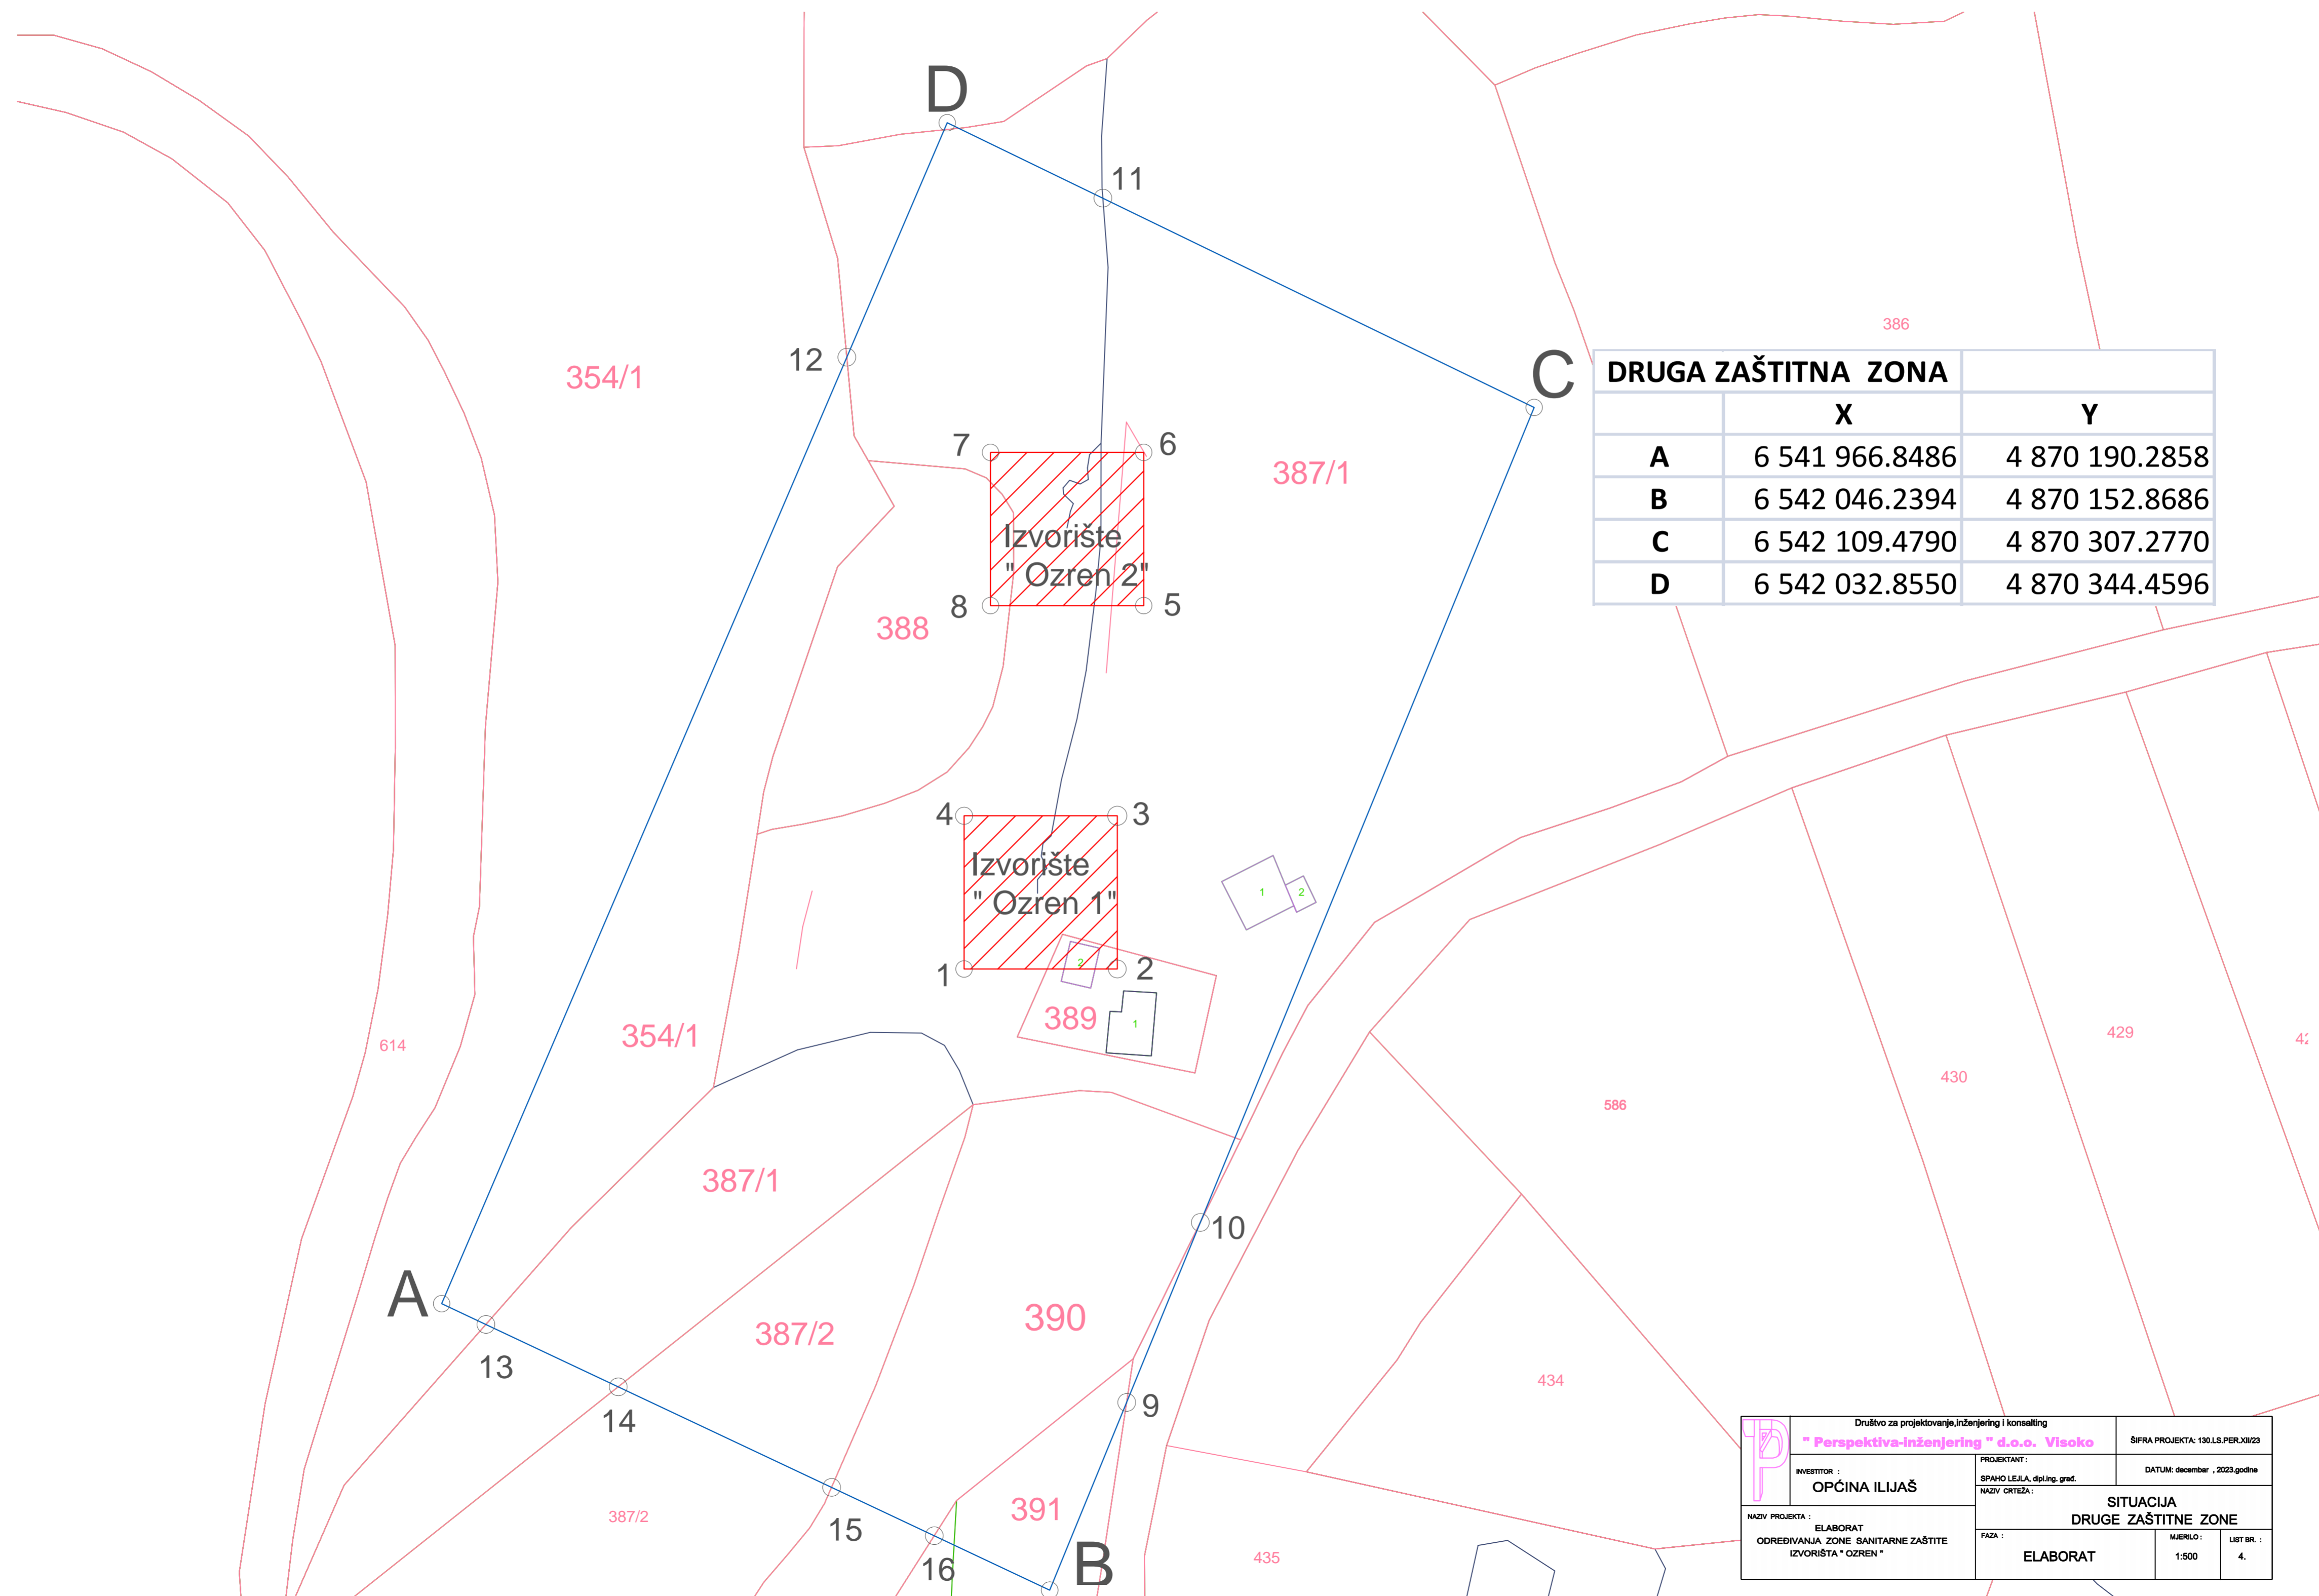 D
11
12
354/1
386
C
DRUGA ZAŠTITNA ZONA
X Y
A 6 541 966.8486 4 870 190.2858
B 6 542 046.2394 4 870 152.8686
C 6 542 109.4790 4 870 307.2770
D 6 542 032.8550 4 870 344.4596
7
6
387/1
Izvorište
" Ozren 2"
8
5
388
4
3
Izvorište
" Ozren 1"
1
2
1
2
2
389
1
614
354/1
429
430
586
387/1
10
A
13
387/2
390
14
9
434
387/2
15
391
16
B
435
Društvo za projektovanje,inženjering i konsalting
" Perspektiva-inženjering " d.o.o. Visoko
ŠIFRA PROJEKTA: 130.LS.PER.XII/23
INVESTITOR :
OPĆINA ILIJAŠ
PROJEKTANT :
SPAHO LEJLA, dipl.ing. građ.
DATUM: decembar , 2023.godine
NAZIV CRTEŽA :
SITUACIJA
DRUGE ZAŠTITNE ZONE
NAZIV PROJEKTA :
ELABORAT
ODREĐIVANJA ZONE SANITARNE ZAŠTITE
IZVORIŠTA " OZREN "
FAZA :
ELABORAT
MJERILO :
1:500
LIST BR. :
4.